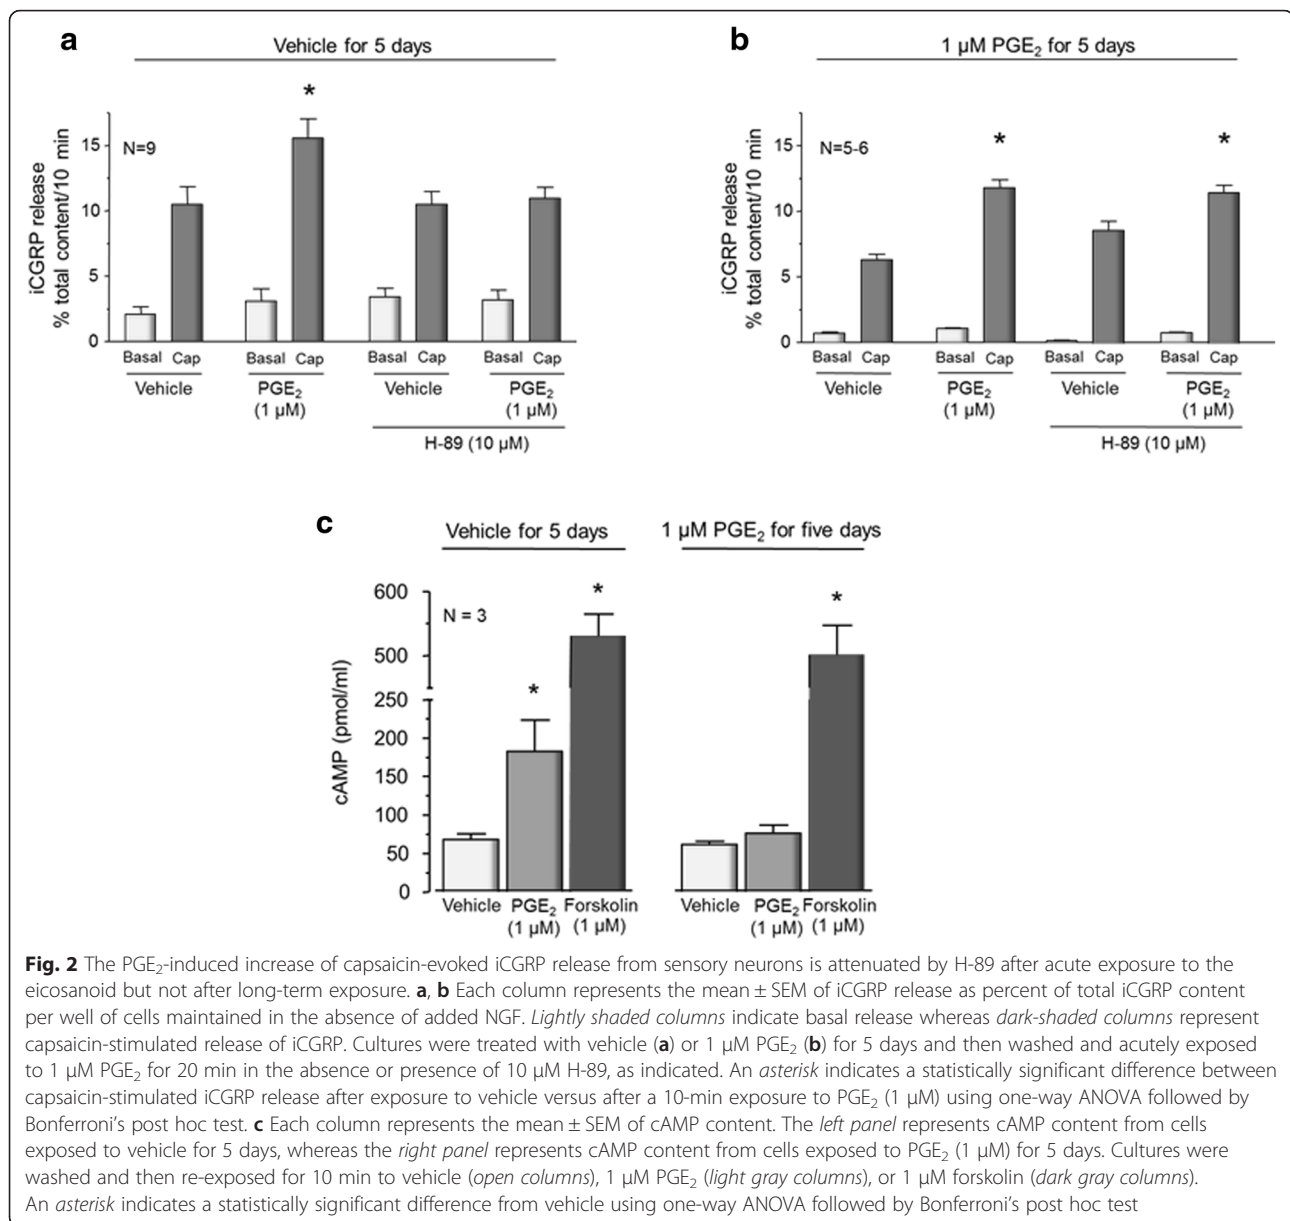 a
Vehicle for 5 days
*
15
10
5
0
N=9
iCGRP release
% total content/10 min
Basal Cap Basal Cap Basal Cap Basal Cap
Vehicle PGE₂ Vehicle PGE₂
(1 µM) (1 µM)
H-89 (10 µM)
b
1 µM PGE₂ for 5 days
* *
15
10
5
0
N=5-6
iCGRP release
% total content/10 min
Basal Cap Basal Cap Basal Cap Basal Cap
Vehicle PGE₂ Vehicle PGE₂
(1 µM) (1 µM)
H-89 (10 µM)
c
Vehicle for 5 days 1 µM PGE₂ for five days
* * *
600
500
250
200
150
100
50
0
N = 3
cAMP (pmol/ml)
Vehicle PGE₂ Forskolin Vehicle PGE₂ Forskolin
(1 µM) (1 µM) (1 µM) (1 µM)
Fig. 2 The PGE₂-induced increase of capsaicin-evoked iCGRP release from sensory neurons is attenuated by H-89 after acute exposure to the
eicosanoid but not after long-term exposure. a, b Each column represents the mean ± SEM of iCGRP release as percent of total iCGRP content
per well of cells maintained in the absence of added NGF. Lightly shaded columns indicate basal release whereas dark-shaded columns represent
capsaicin-stimulated release of iCGRP. Cultures were treated with vehicle (a) or 1 µM PGE₂ (b) for 5 days and then washed and acutely exposed
to 1 µM PGE₂ for 20 min in the absence or presence of 10 µM H-89, as indicated. An asterisk indicates a statistically significant difference between
capsaicin-stimulated iCGRP release after exposure to vehicle versus after a 10-min exposure to PGE₂ (1 µM) using one-way ANOVA followed by
Bonferroni's post hoc test. c Each column represents the mean ± SEM of cAMP content. The left panel represents cAMP content from cells
exposed to vehicle for 5 days, whereas the right panel represents cAMP content from cells exposed to PGE₂ (1 µM) for 5 days. Cultures were
washed and then re-exposed for 10 min to vehicle (open columns), 1 µM PGE₂ (light gray columns), or 1 µM forskolin (dark gray columns).
An asterisk indicates a statistically significant difference from vehicle using one-way ANOVA followed by Bonferroni's post hoc test